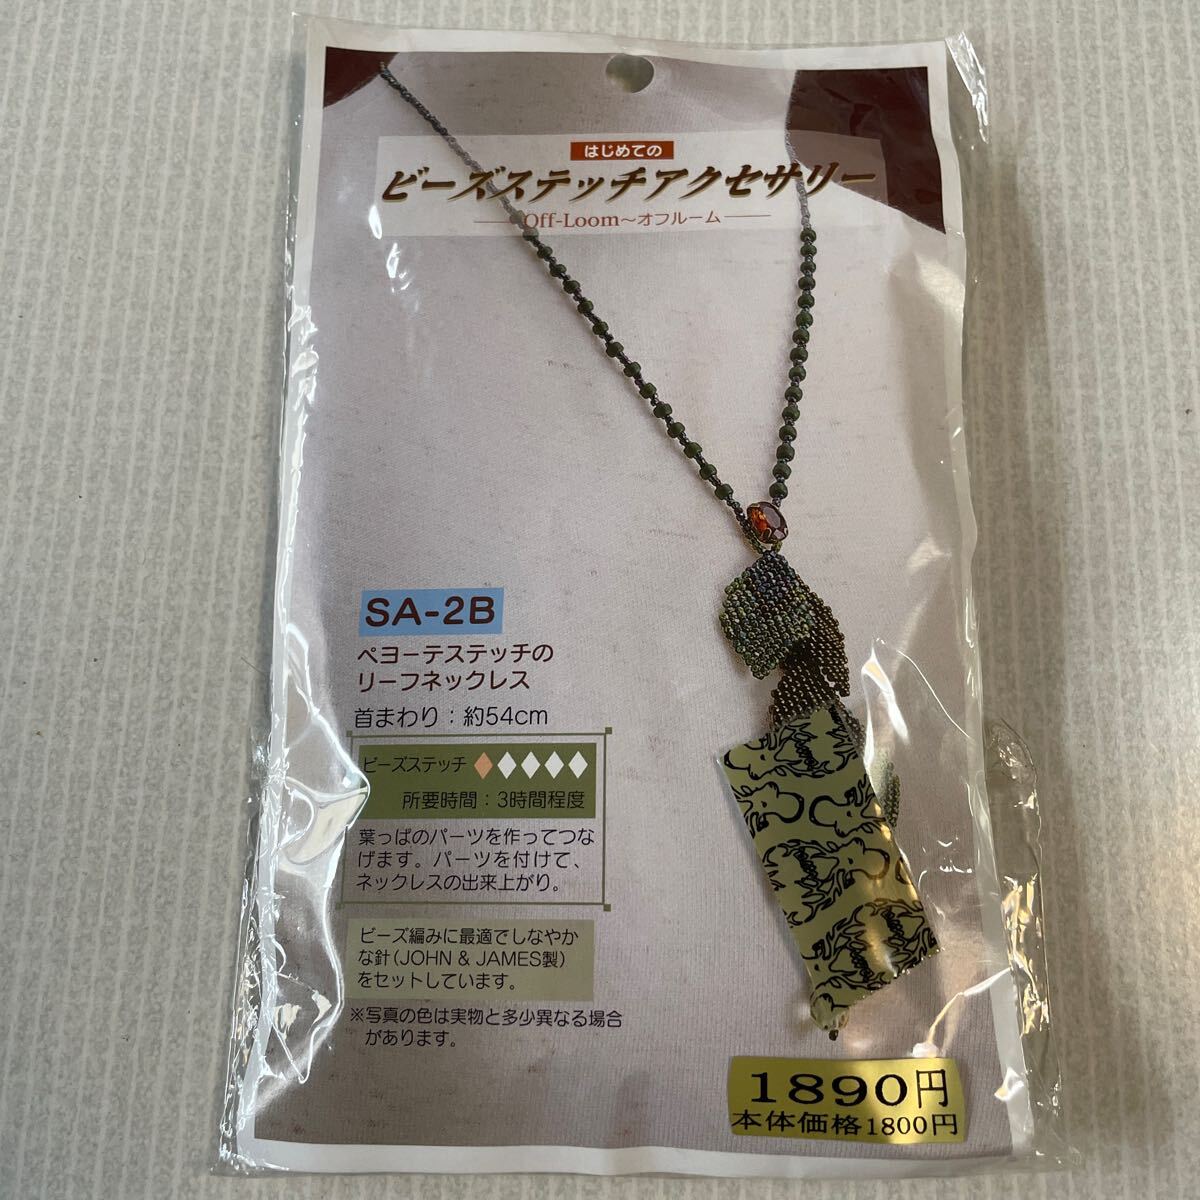 はじめての
ビーズステッチアクセサリー
Off-Loom～オフルーム
SA-2B
ペヨーテステッチの
リーフネックレス
首まわり：約54cm
ビーズステッチ
所要時間：3時間程度
葉っぱのパーツを作ってつな
げます。パーツを付けて、
ネックレスの出来上がり。
ビーズ編みに最適でしなやか
な針(JOHN & JAMES製)
をセットしています。
※写真の色は実物と多少異なる場合
があります。
1890円
本体価格1800円